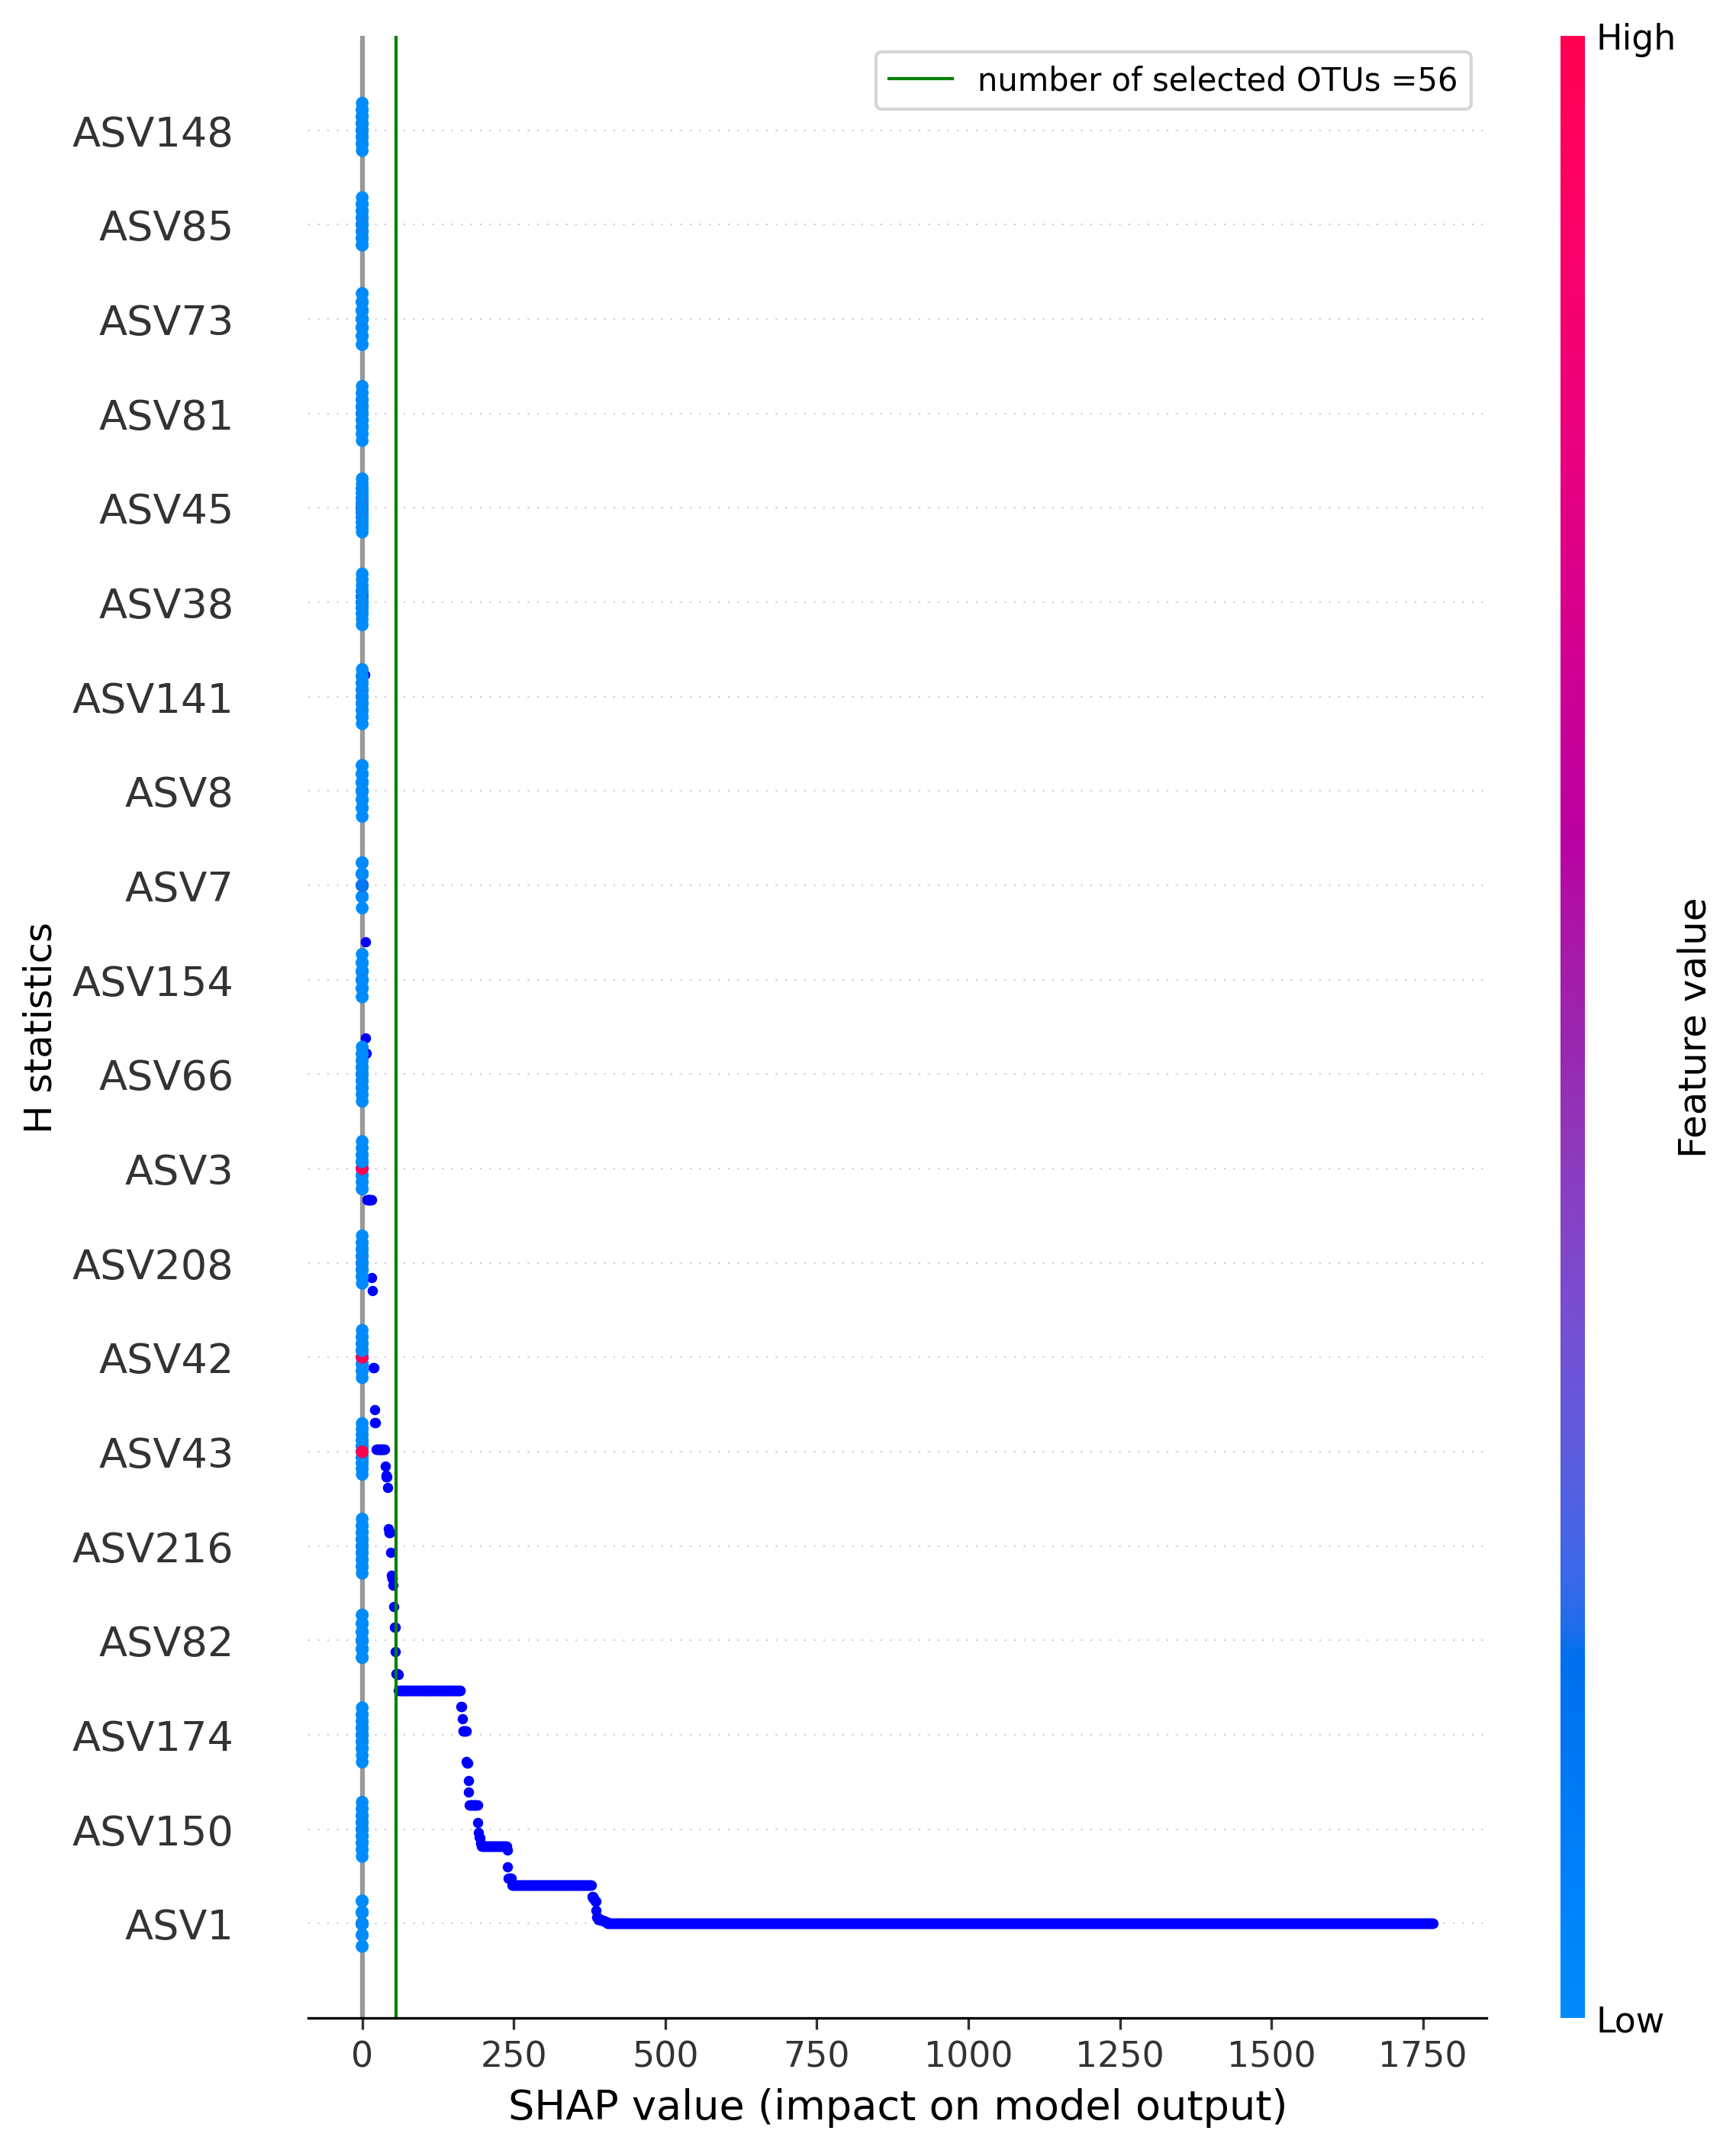 number of selected OTUs =56
High
ASV148
ASV85
ASV73
ASV81
ASV45
ASV38
ASV141
ASV8
ASV7
ASV154
ASV66
ASV3
ASV208
ASV42
ASV43
ASV216
ASV82
ASV174
ASV150
ASV1
H statistics
Feature value
Low
0 250 500 750 1000 1250 1500 1750
SHAP value (impact on model output)